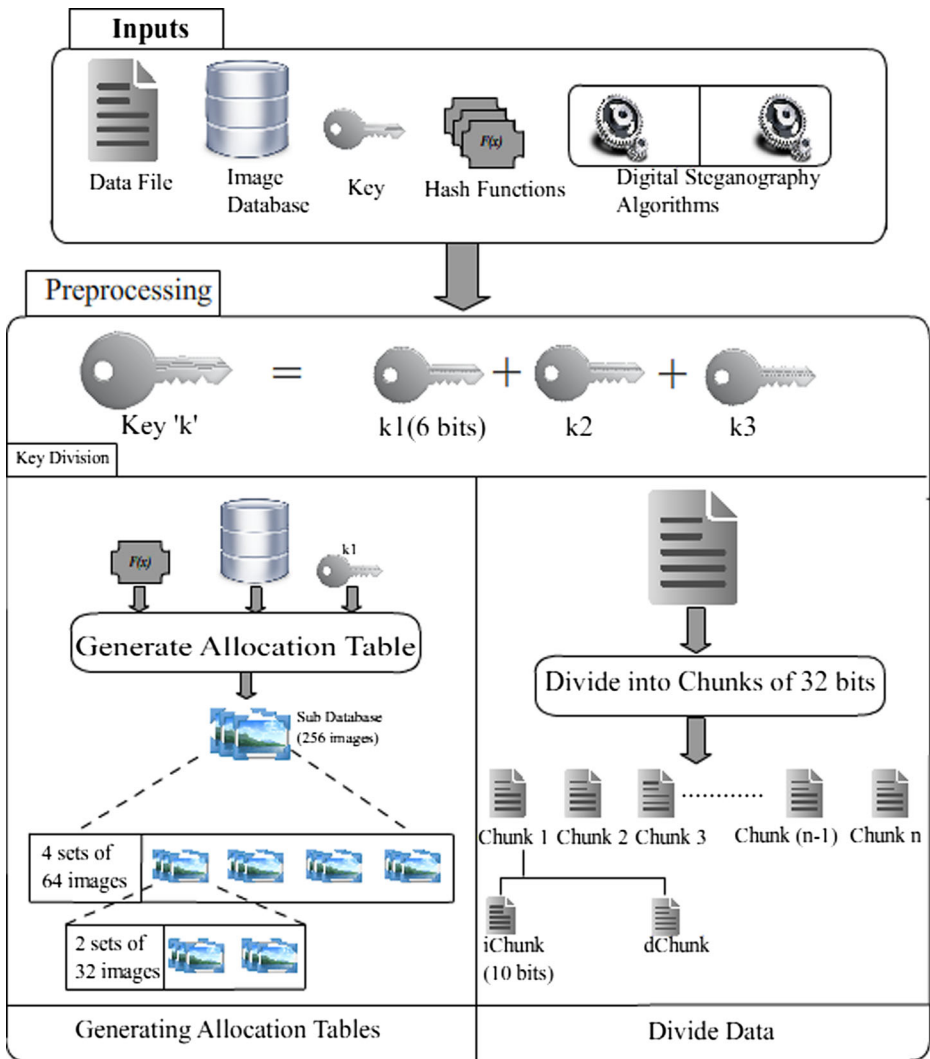 Inputs
Data File
Image
Database
Key
F(x)
Hash Functions
Digital Steganography
Algorithms
Preprocessing
Key 'k'
=
k1(6 bits)
+
k2
+
k3
Key Division
F(x)
k1
Generate Allocation Table
Sub Database
(256 images)
4 sets of
64 images
2 sets of
32 images
Generating Allocation Tables
Divide into Chunks of 32 bits
Chunk 1
Chunk 2
Chunk 3
............
Chunk (n-1)
Chunk n
iChunk
(10 bits)
dChunk
Divide Data